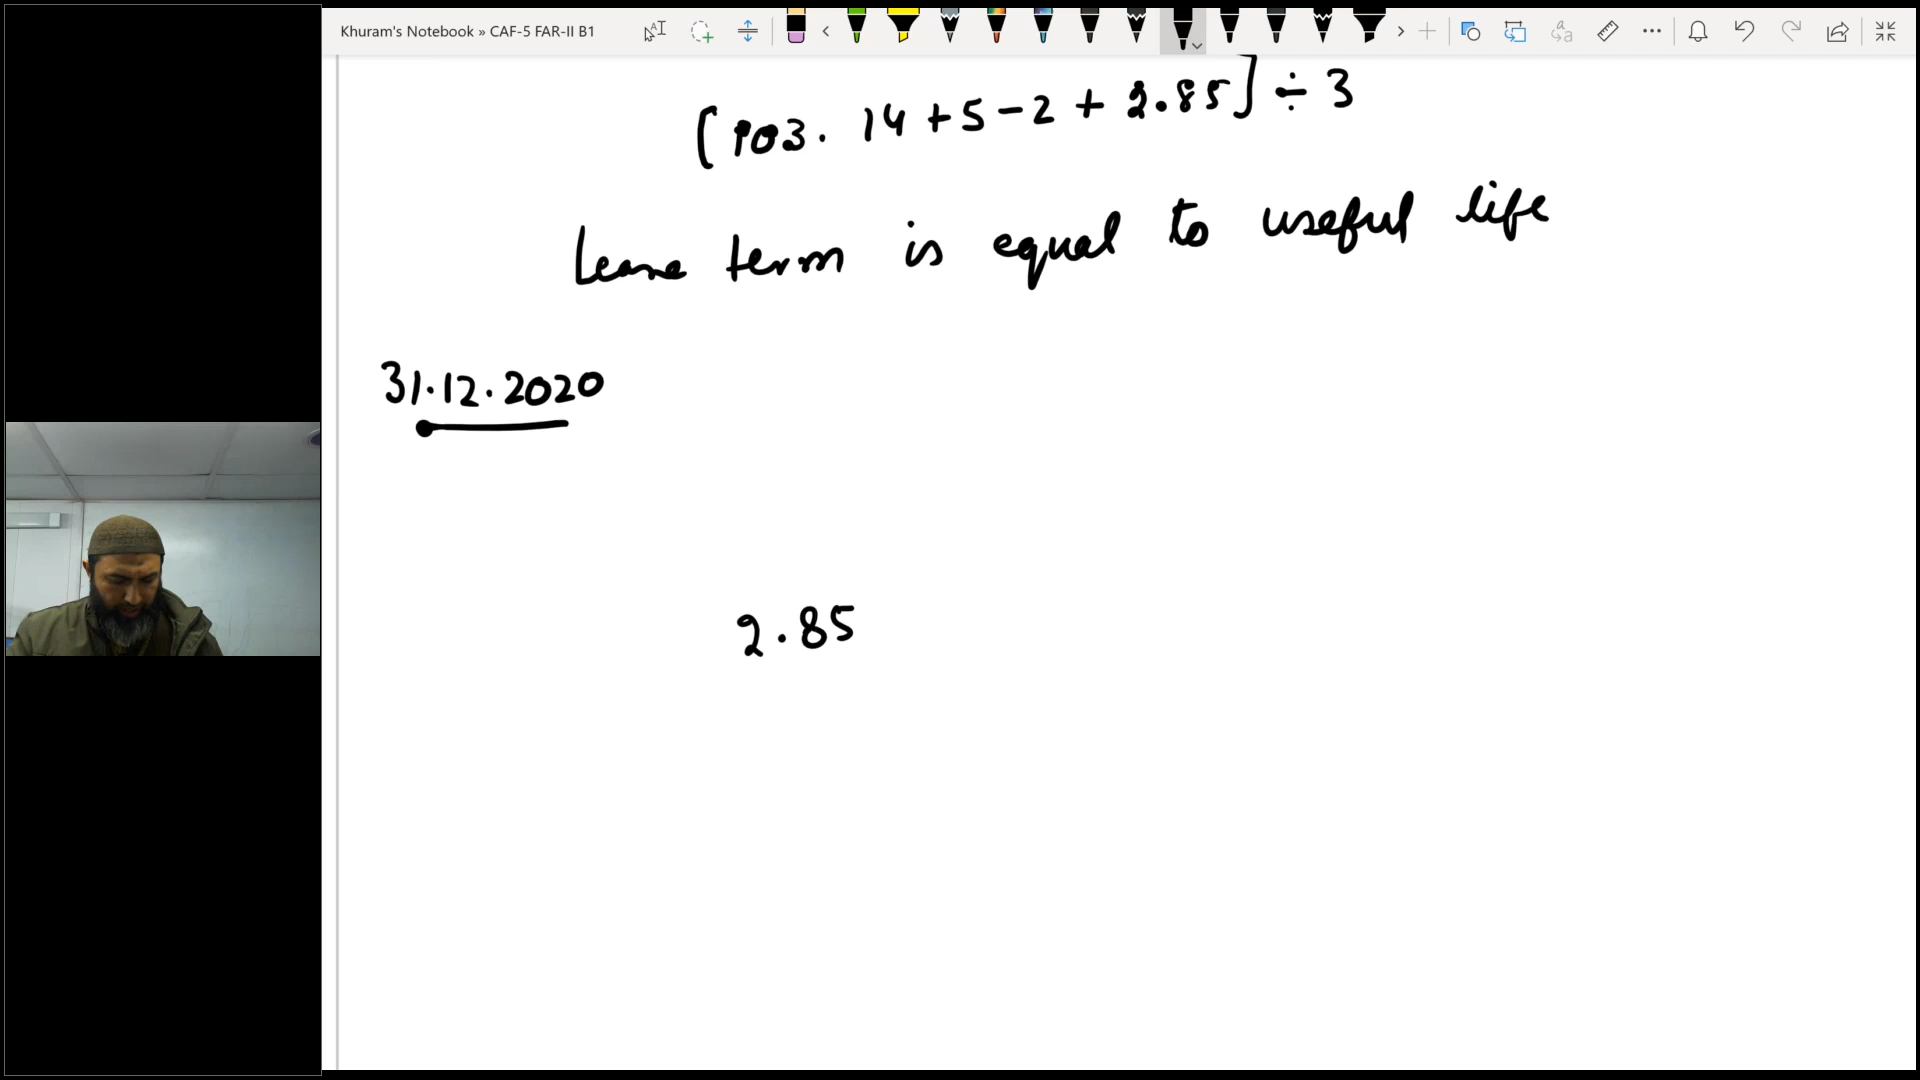 Khuram's Notebook » CAF-5 FAR-II B1
[103.14+5-2+2.85]÷3
Lease term is equal to useful life
31.12.2020
2.85